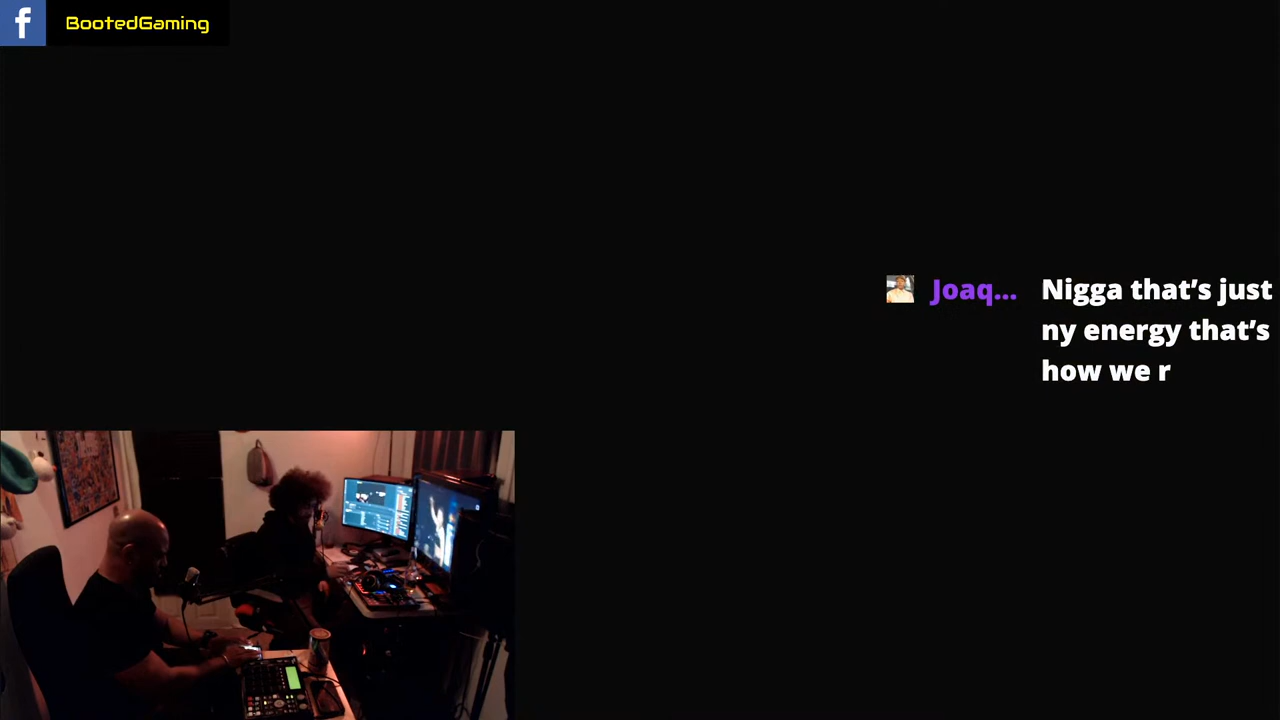 BootedGaming
Joaq... Nigga that's just
ny energy that's
how we r